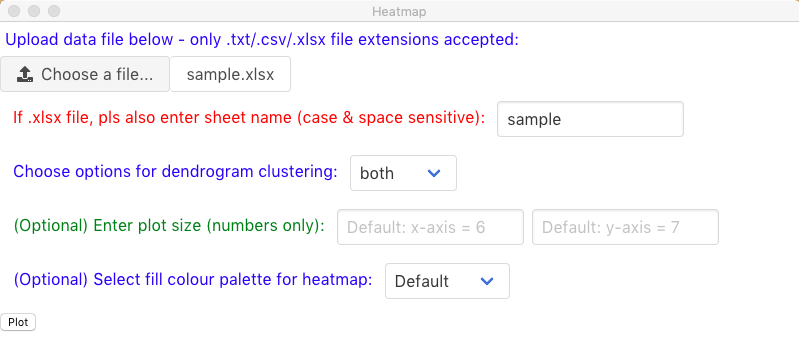 Heatmap
Upload data file below - only .txt/.csv/.xlsx file extensions accepted:
Choose a file... sample.xlsx
If .xlsx file, pls also enter sheet name (case & space sensitive): sample
Choose options for dendrogram clustering: both
(Optional) Enter plot size (numbers only): Default: x-axis = 6 Default: y-axis = 7
(Optional) Select fill colour palette for heatmap: Default
Plot